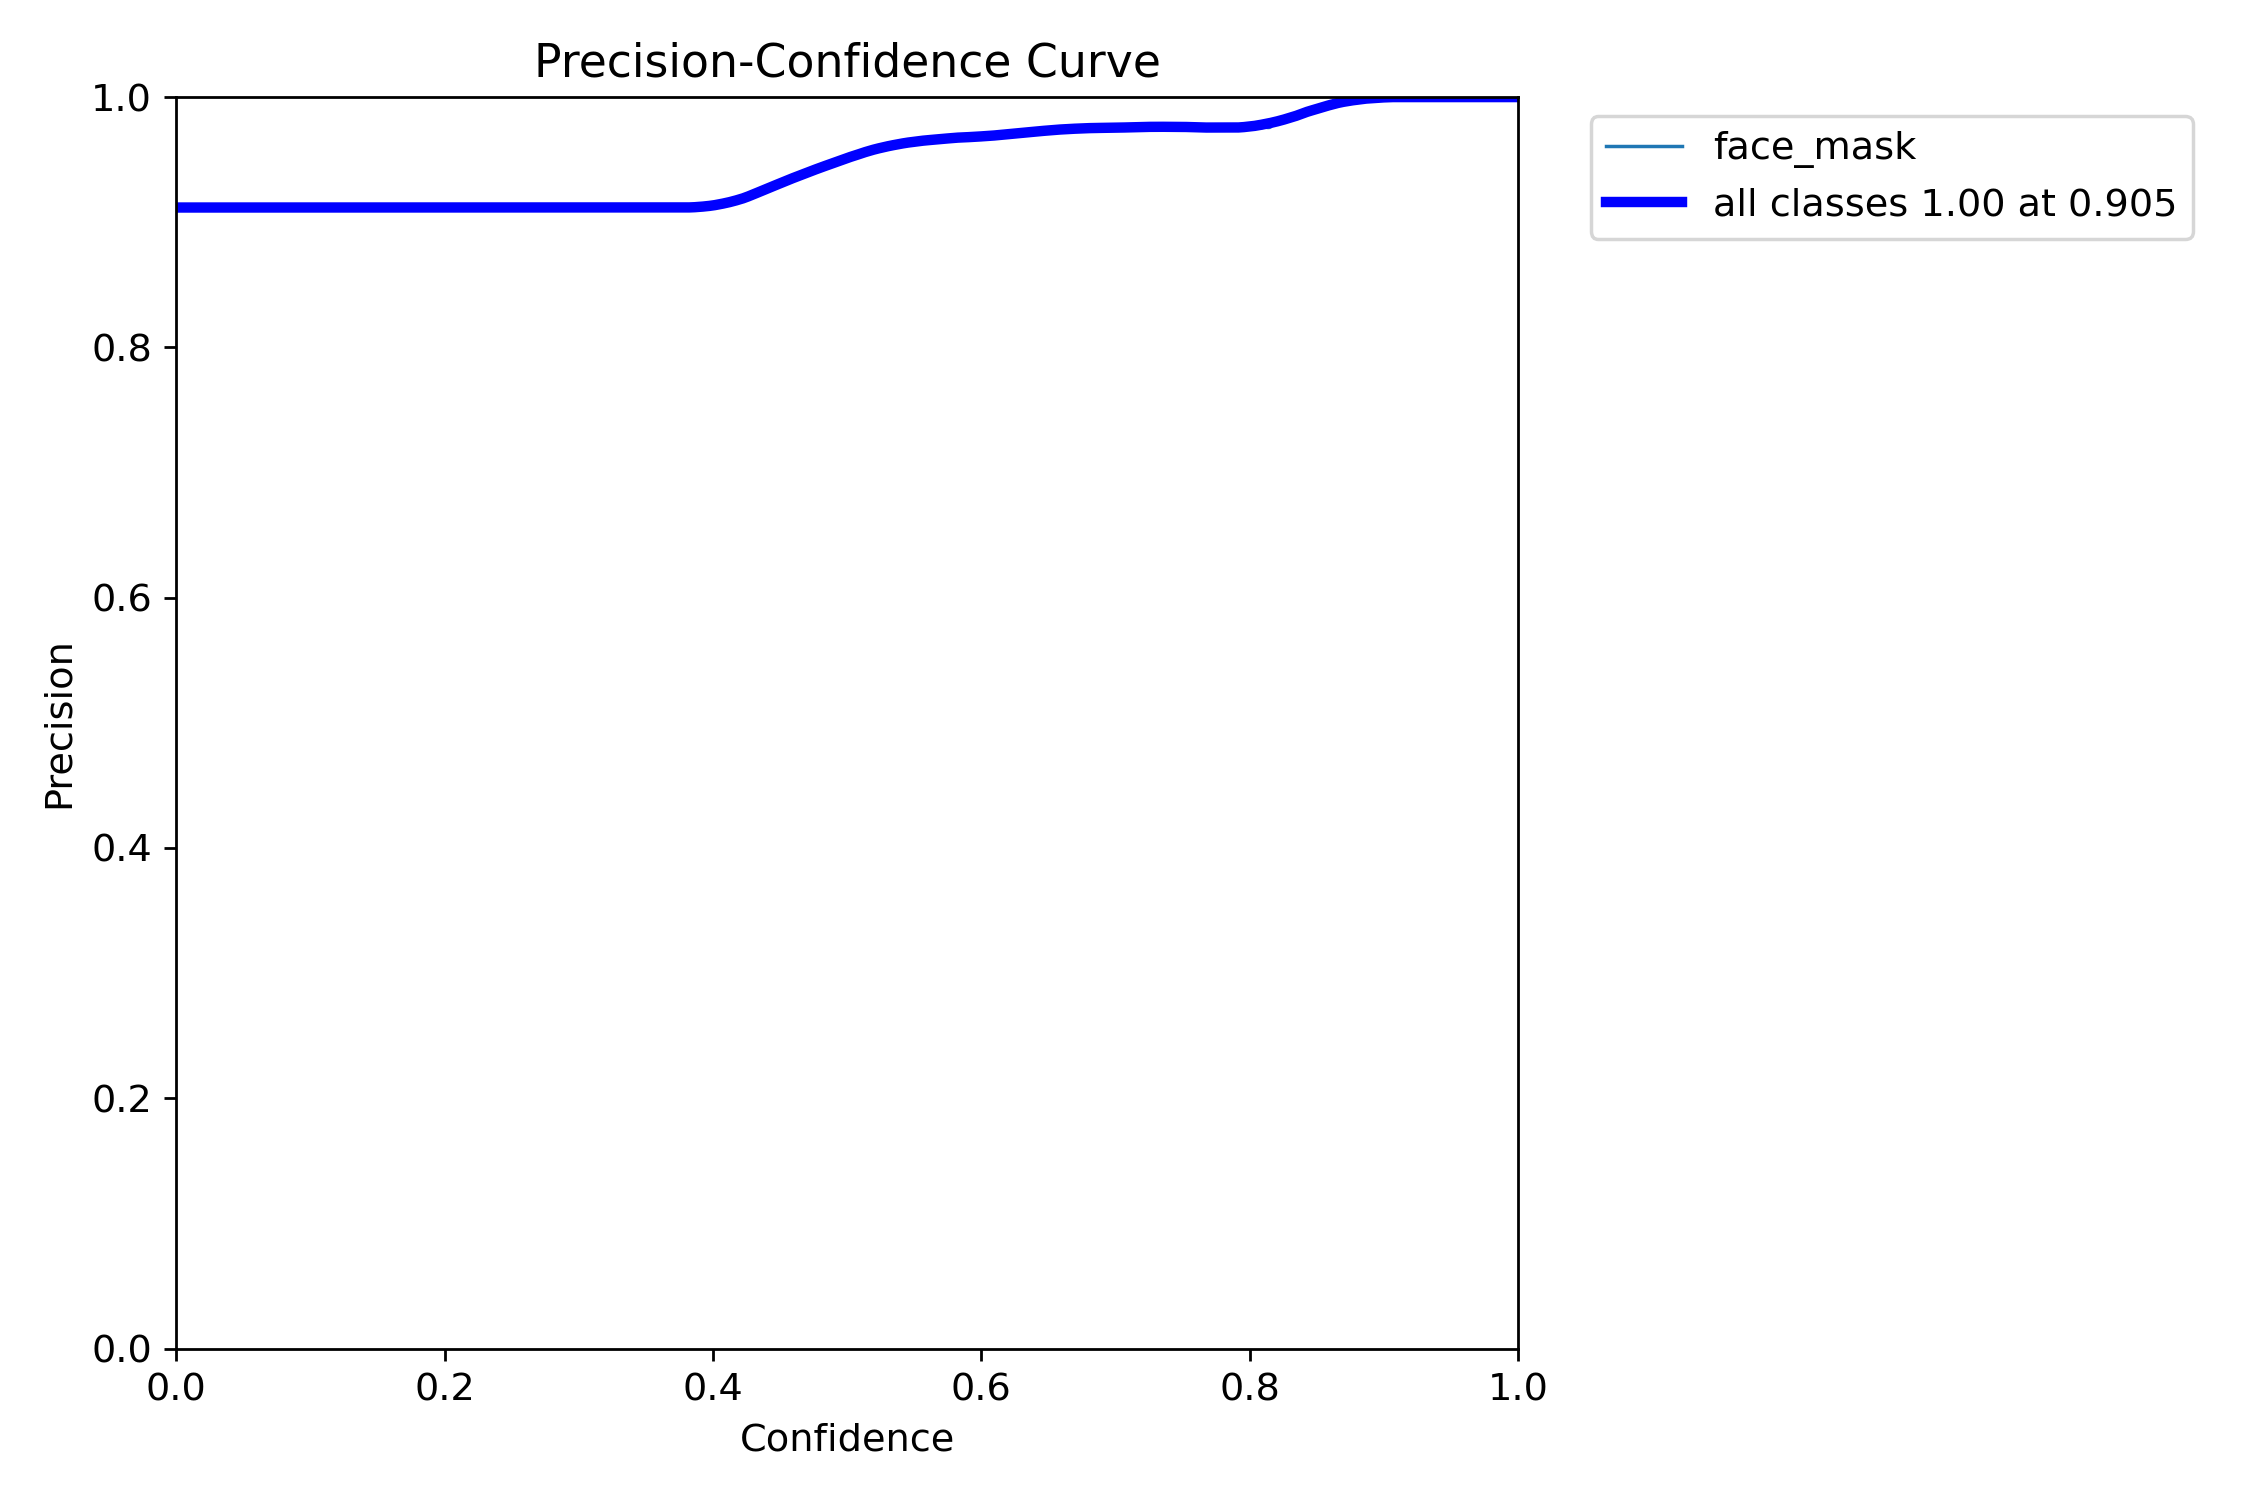 Precision-Confidence Curve
1.0
0.8
0.6
0.4
0.2
0.0
Precision
0.0 0.2 0.4 0.6 0.8 1.0
Confidence
face_mask
all classes 1.00 at 0.905